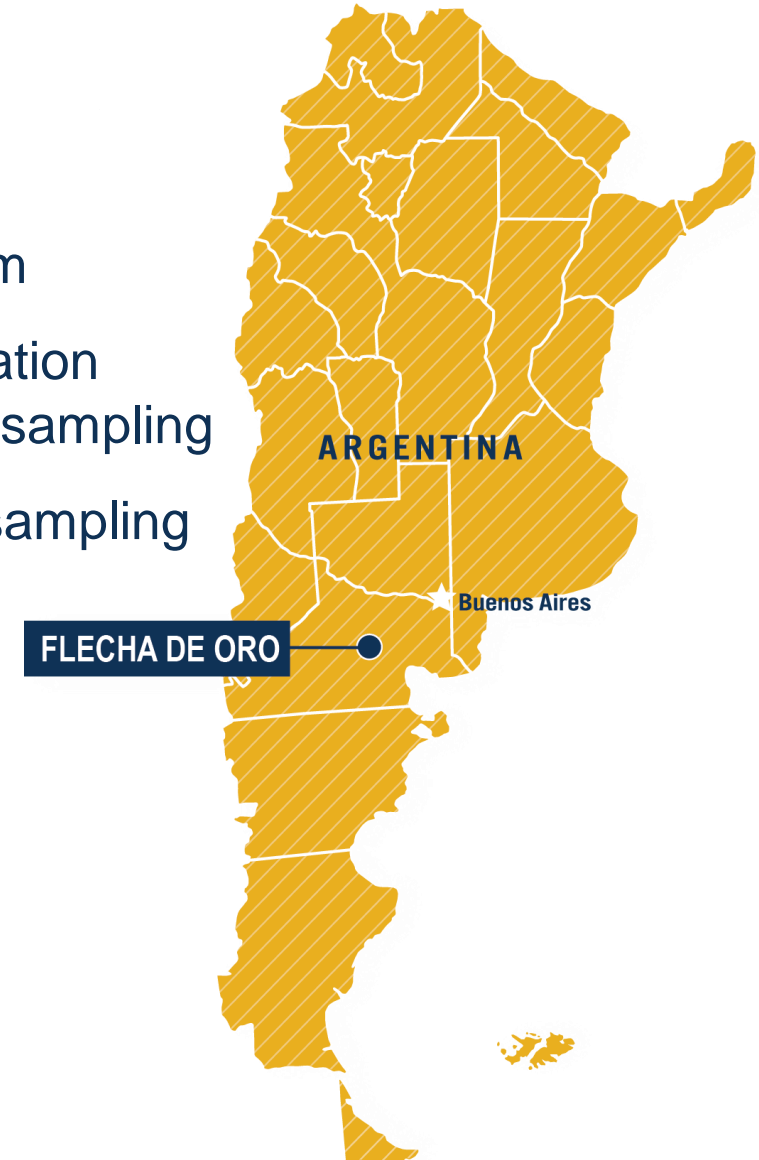 m
ation
sampling
sampling
ARGENTINA
Buenos Aires
FLECHA DE ORO